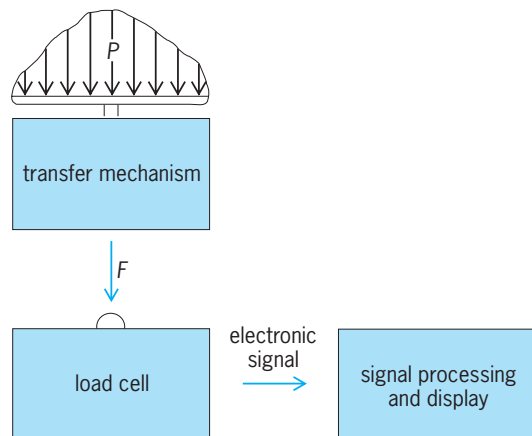 P
transfer mechanism
F
electronic
signal
load cell
signal processing
and display